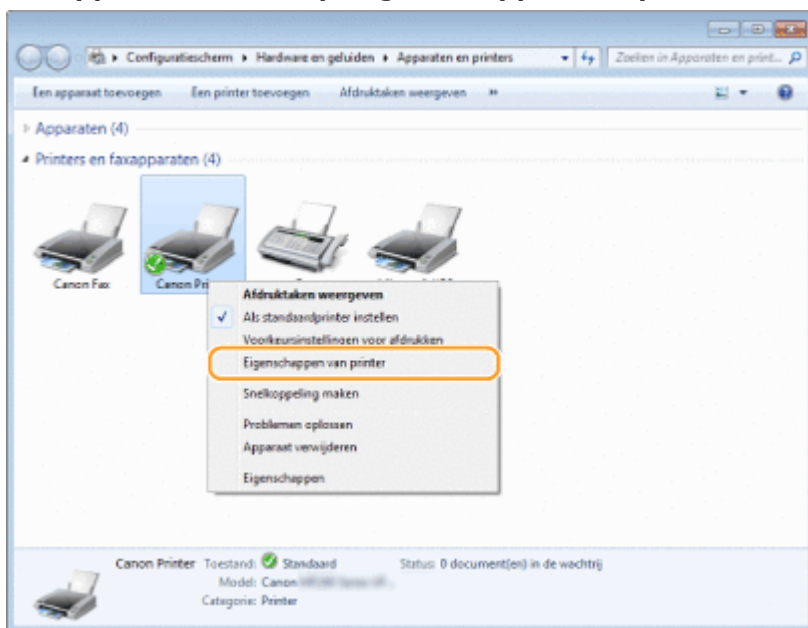 Configuratiescherm ▸ Hardware en geluiden ▸ Apparaten en printers
Zoeken in Apparaten en print...
Een apparaat toevoegen Een printer toevoegen Afdruktaken weergeven »
Apparaten (4)
Printers en faxapparaten (4)
Canon Fax
Canon Pri
Afdruktaken weergeven
Als standaardprinter instellen
Voorkeursinstellingen voor afdrukken
Eigenschappen van printer
Snelkoppeling maken
Problemen oplossen
Apparaat verwijderen
Eigenschappen
Canon Printer Toestand: Standaard Status: 0 document(en) in de wachtrij
Model: Canon
Categorie: Printer